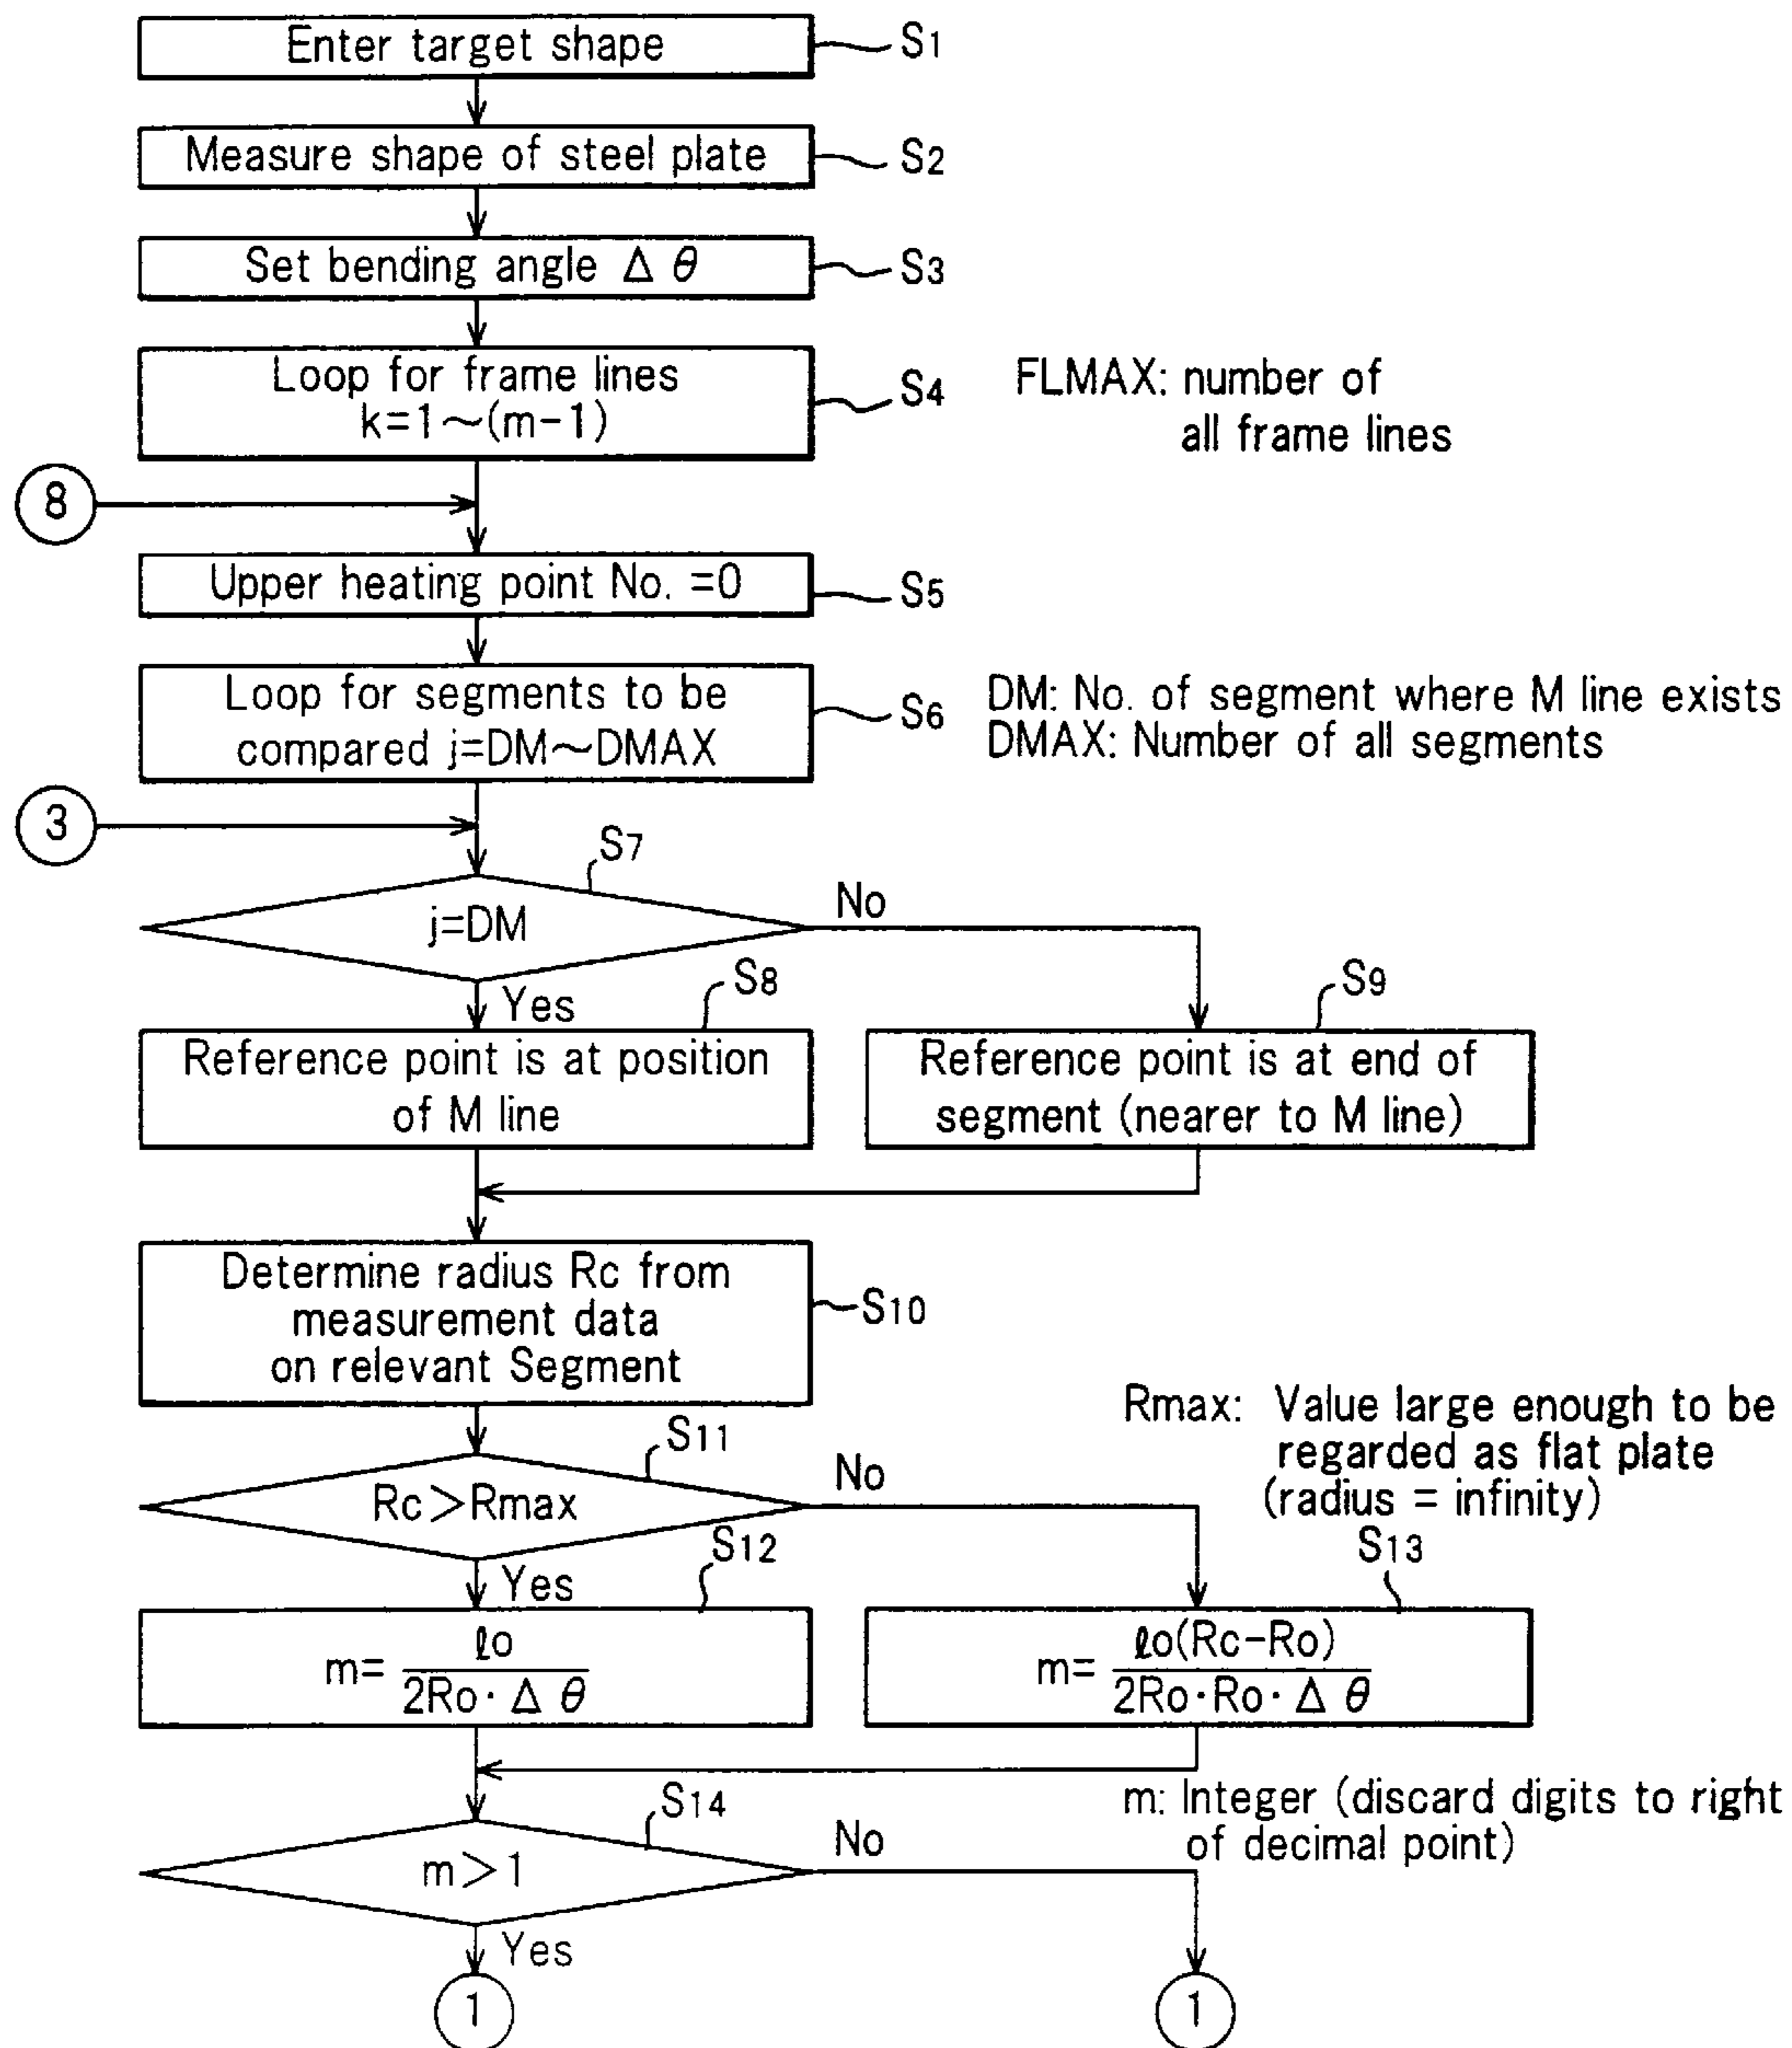 Enter target shape
S1
Measure shape of steel plate
S2
Set bending angle Δ θ
S3
Loop for frame lines
k=1～(m-1)
S4
FLMAX: number of
all frame lines
8
Upper heating point No. =0
S5
Loop for segments to be
compared j=DM～DMAX
S6
DM: No. of segment where M line exists
DMAX: Number of all segments
3
S7
j=DM
No
Yes
S8
Reference point is at position
of M line
S9
Reference point is at end of
segment (nearer to M line)
Determine radius Rc from
measurement data
on relevant Segment
S10
Rmax: Value large enough to be
regarded as flat plate
(radius = infinity)
S11
Rc>Rmax
No
Yes
S12
m= ℓo
2Ro· Δ θ
S13
m= ℓo(Rc-Ro)
2Ro·Ro· Δ θ
m: Integer (discard digits to right
of decimal point)
S14
m>1
No
Yes
1
1